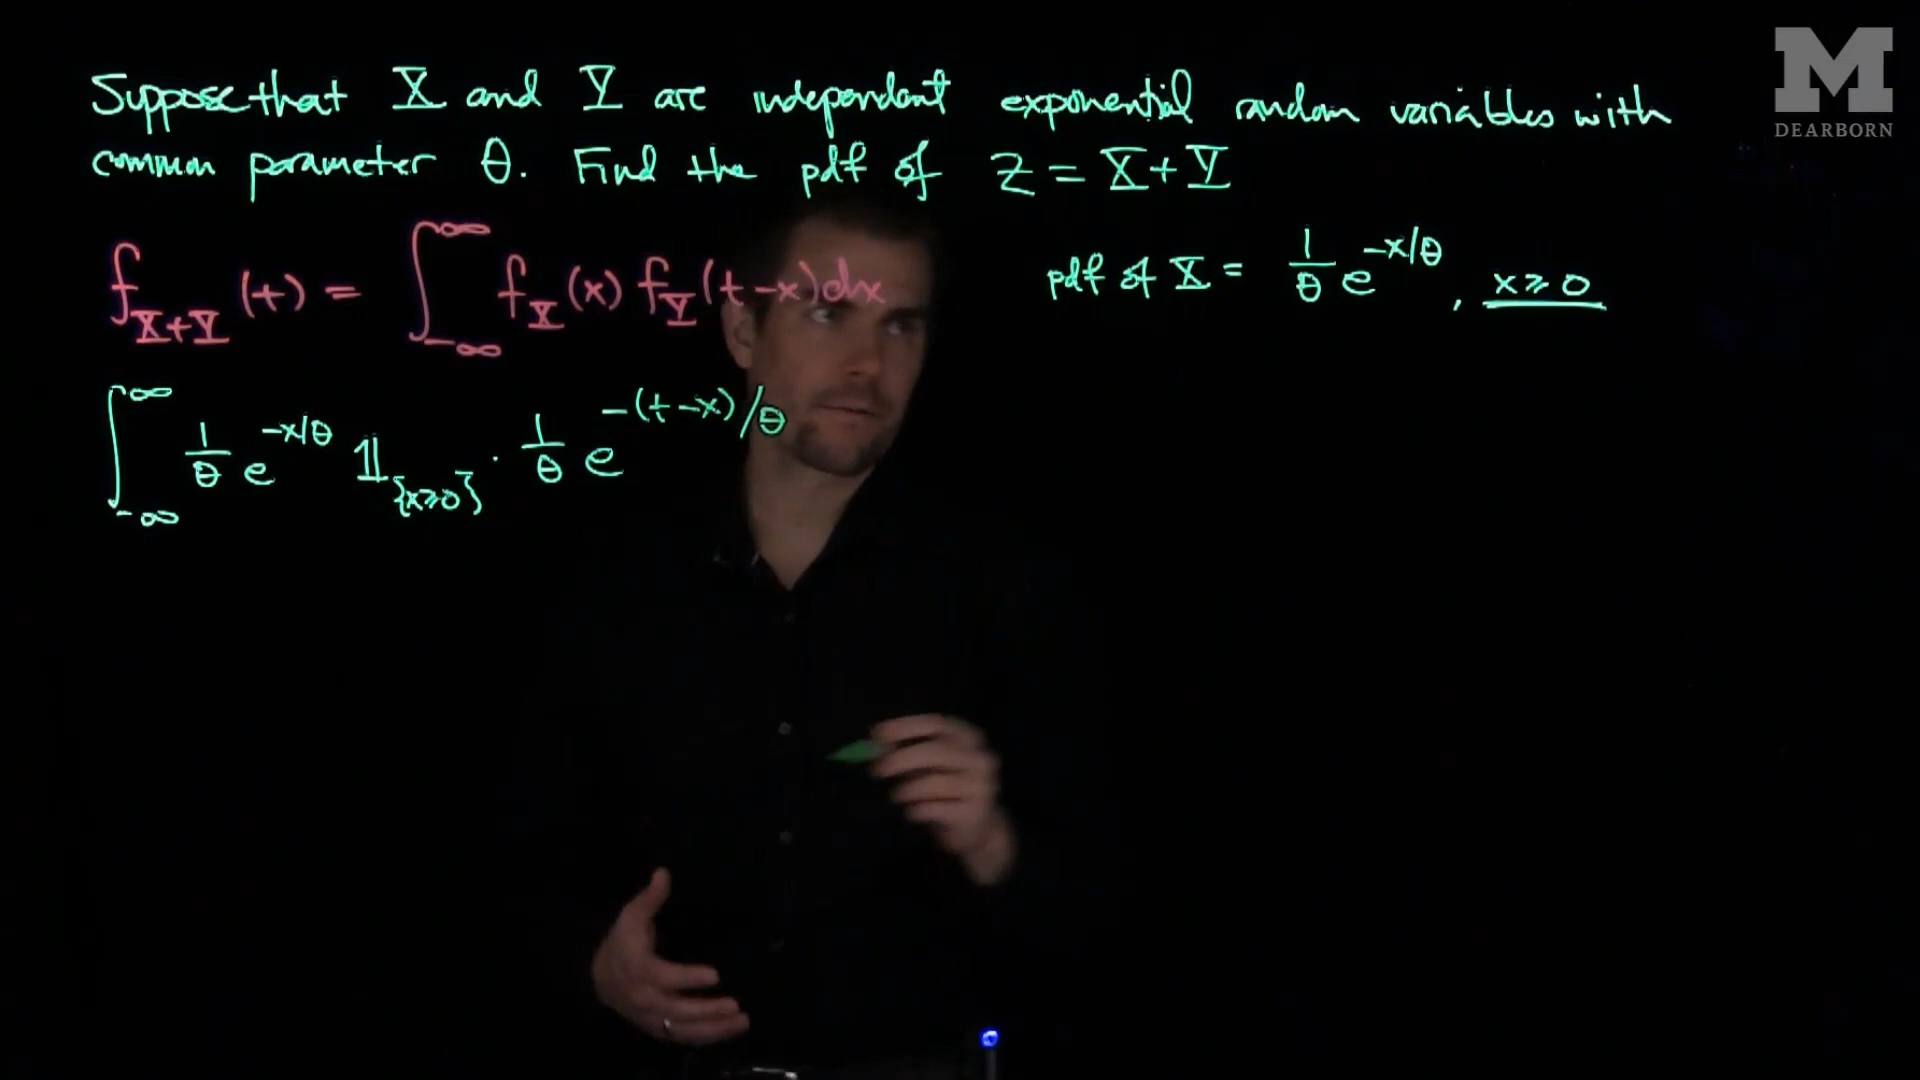 M
DEARBORN
Suppose that X and Y are independent exponential random variables with
common parameter θ. Find the pdf of Z = X + Y
f_{X+Y}(t) = ∫_{-∞}^{∞} f_X(x) f_Y(t-x)dx
pdf of X = 1/θ e^{-x/θ}, x ≥ 0
∫_{-∞}^{∞} 1/θ e^{-x/θ} 𝟙_{{x≥0}} · 1/θ e^{-(t-x)/θ}